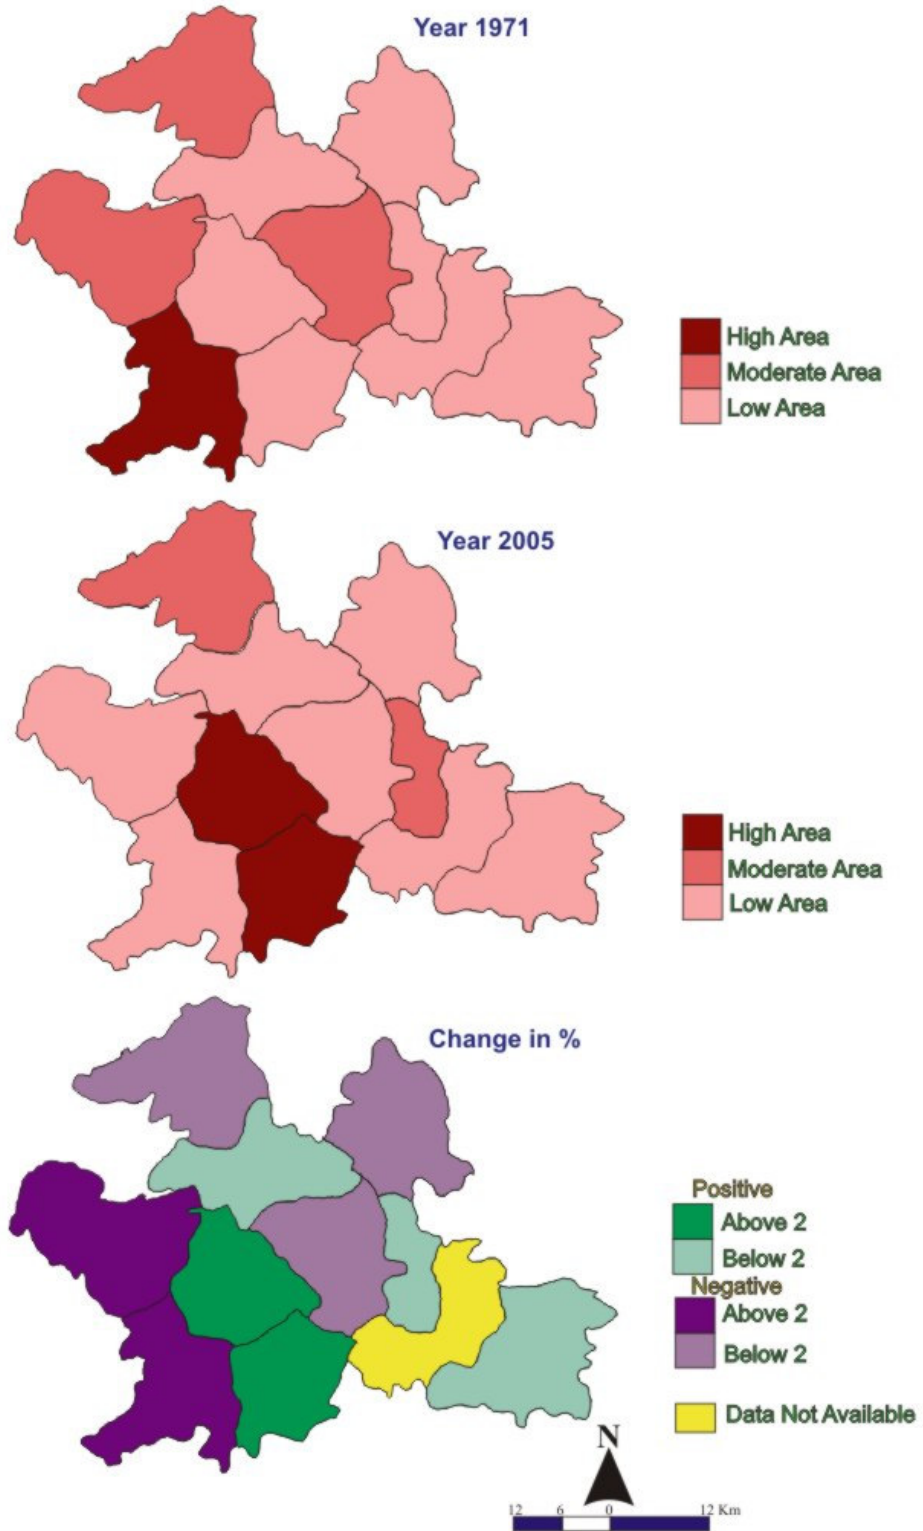 Year 1971
High Area
Moderate Area
Low Area
Year 2005
High Area
Moderate Area
Low Area
Change in %
Positive
Above 2
Below 2
Negative
Above 2
Below 2
Data Not Available
N
12 6 0 12 Km